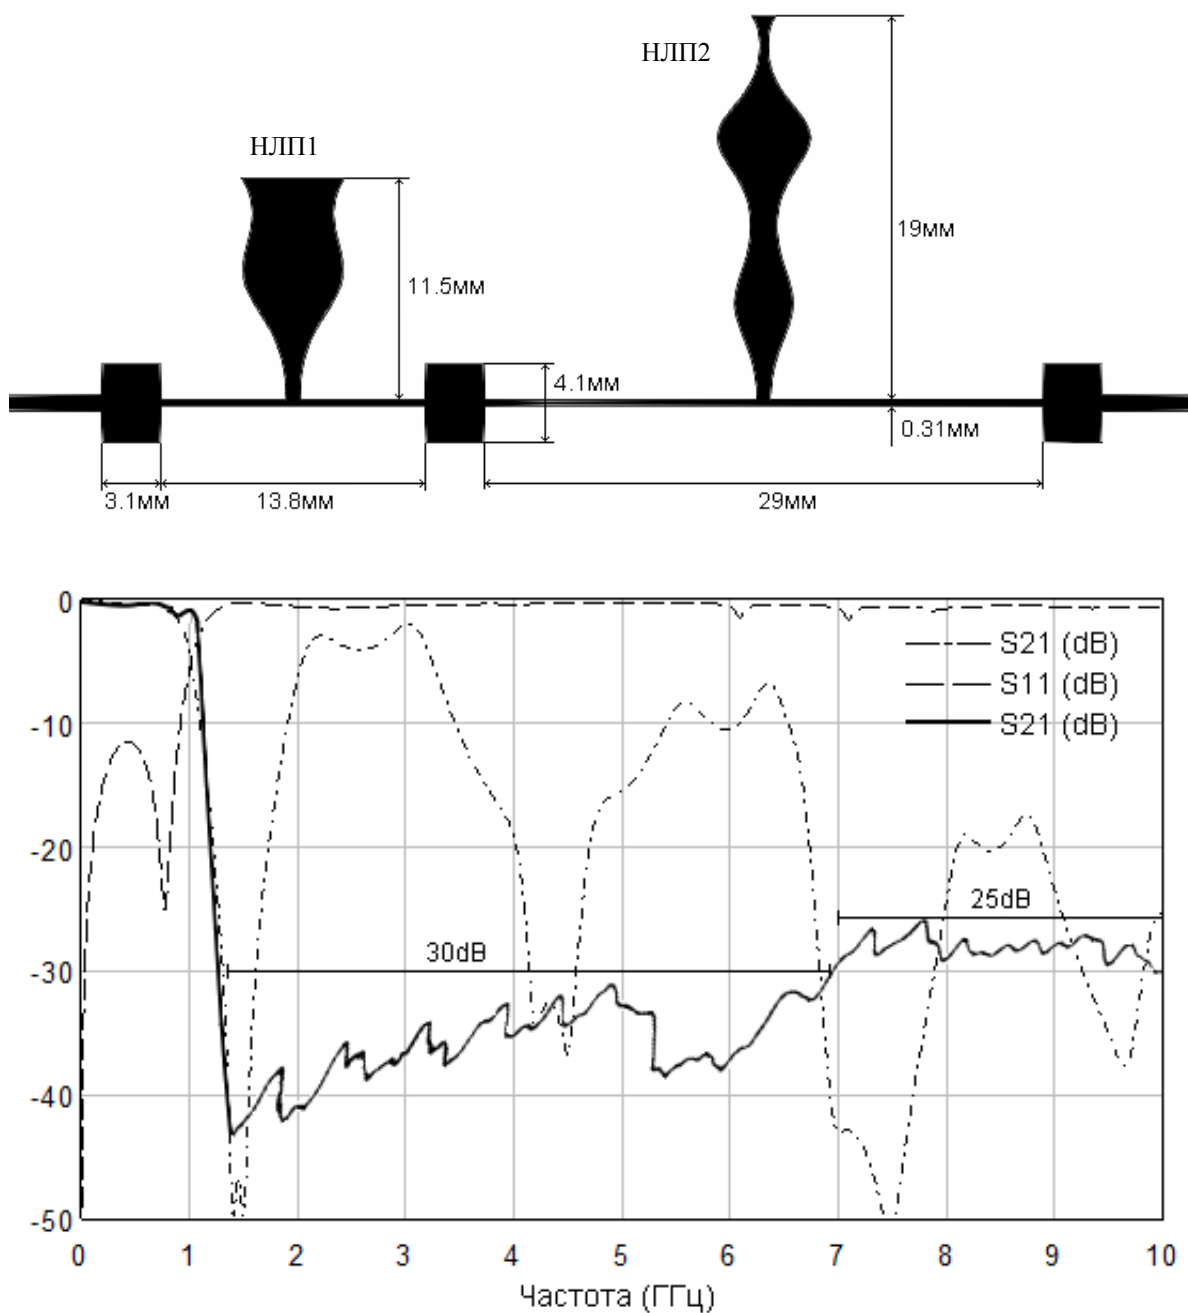 НЛП2
НЛП1
19мм
11.5мм
4.1мм
0.31мм
3.1мм
13.8мм
29мм
0
-10
-20
-30
-40
-50
S21 (dB)
S11 (dB)
S21 (dB)
25dB
30dB
0 1 2 3 4 5 6 7 8 9 10
Частота (ГГц)